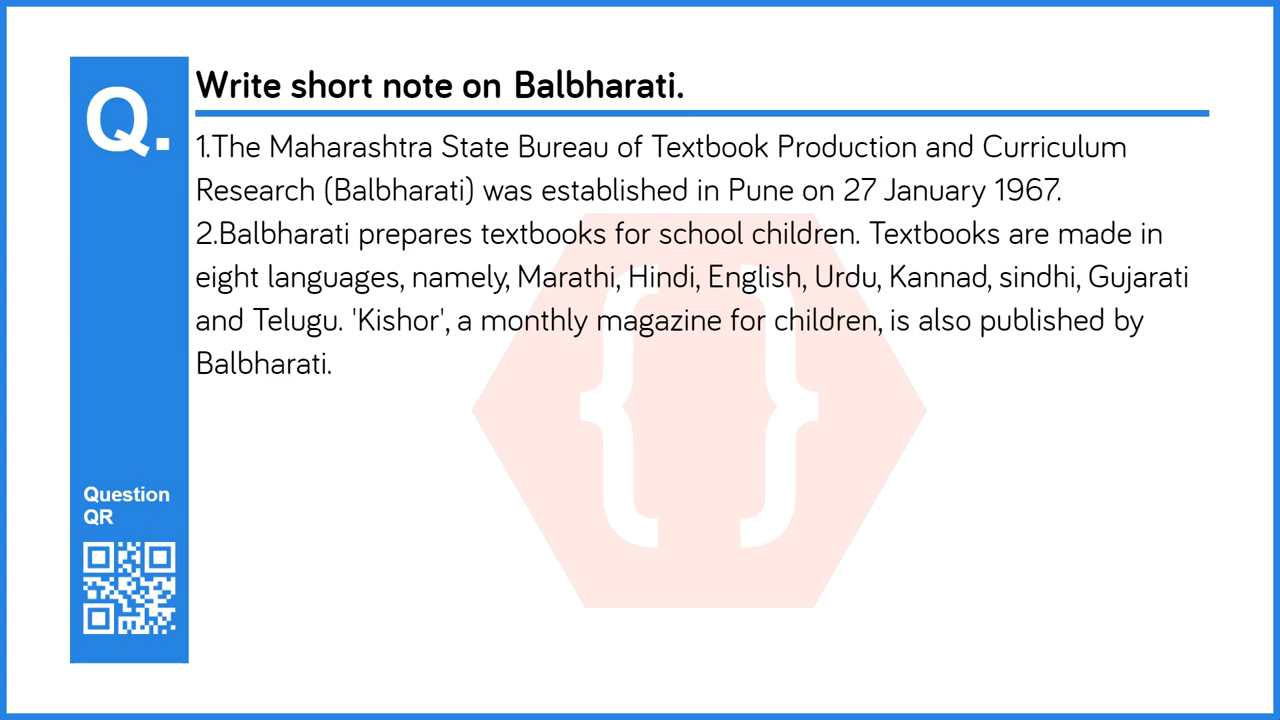 Q.
Write short note on Balbharati.
1.The Maharashtra State Bureau of Textbook Production and Curriculum
Research (Balbharati) was established in Pune on 27 January 1967.
2.Balbharati prepares textbooks for school children. Textbooks are made in
eight languages, namely, Marathi, Hindi, English, Urdu, Kannad, sindhi, Gujarati
and Telugu. 'Kishor', a monthly magazine for children, is also published by
Balbharati.
Question
QR